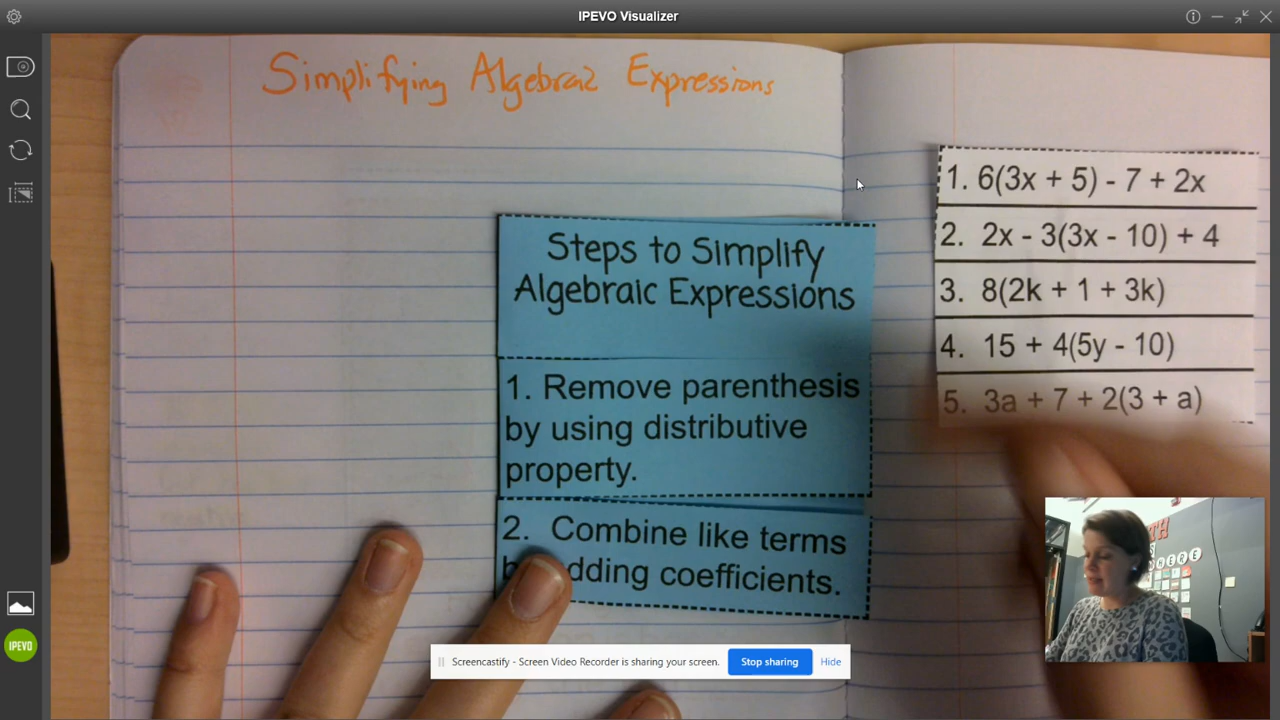 IPEVO Visualizer
Simplifying Algebraic Expressions
Steps to Simplify
Algebraic Expressions
1. Remove parenthesis
by using distributive
property.
2. Combine like terms
adding coefficients.
1. 6(3x + 5) - 7 + 2x
2. 2x - 3(3x - 10) + 4
3. 8(2k + 1 + 3k)
4. 15 + 4(5y - 10)
5. 3a + 7 + 2(3 + a)
HERE
IPEVO
Screencastify - Screen Video Recorder is sharing your screen.
Stop sharing
Hide